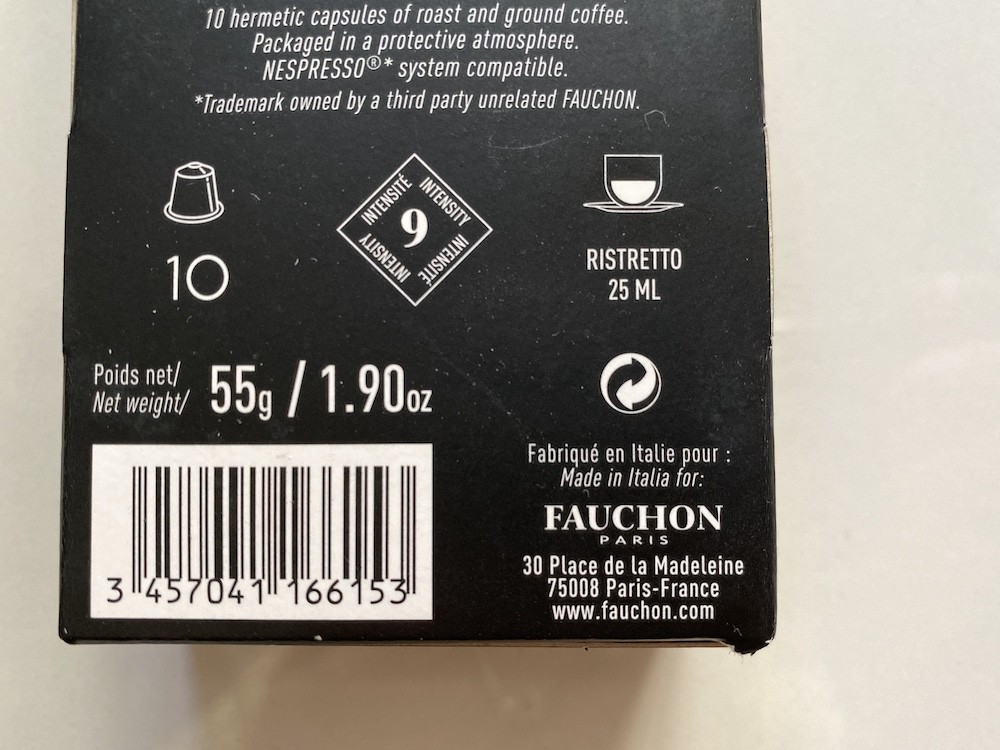 10 hermetic capsules of roast and ground coffee.
Packaged in a protective atmosphere.
NESPRESSO®* system compatible.
*Trademark owned by a third party unrelated FAUCHON.
INTENSITÉ INTENSITY
9
INTENSITY INTENSITÉ
10
RISTRETTO
25 ML
Poids net/
Net weight/
55g / 1.90oz
3 457041 166153
Fabriqué en Italie pour :
Made in Italia for:
FAUCHON
PARIS
30 Place de la Madeleine
75008 Paris-France
www.fauchon.com